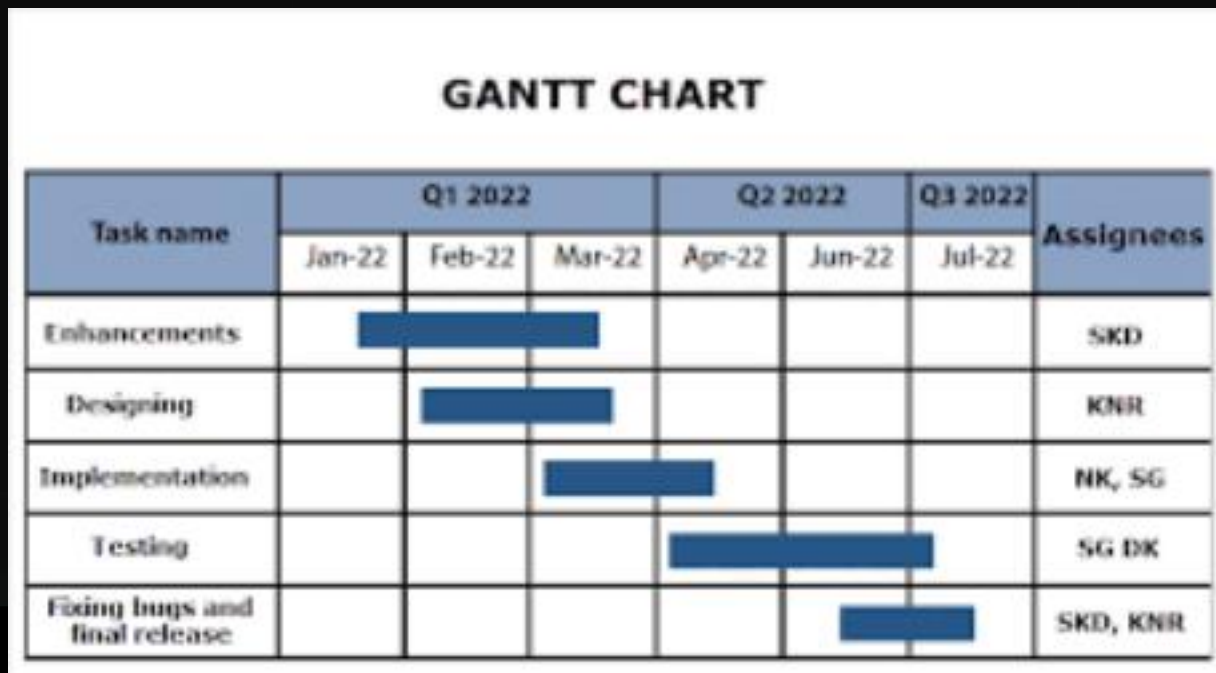 GANTT CHART
Task name
Q1 2022
Q2 2022
Q3 2022
Assignees
Jan-22
Feb-22
Mar-22
Apr-22
Jun-22
Jul-22
Enhancements
SKD
Designing
KNR
Implementation
NK, SG
Testing
SG DK
Fixing bugs and
final release
SKD, KNR